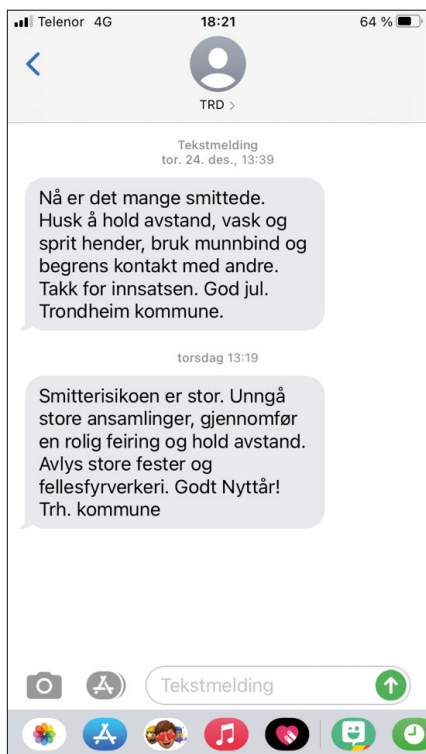 Telenor 4G 18:21 64 %
TRD >
Tekstmelding
tor. 24. des., 13:39
Nå er det mange smittede.
Husk å hold avstand, vask og
sprit hender, bruk munnbind og
begrens kontakt med andre.
Takk for innsatsen. God jul.
Trondheim kommune.
torsdag 13:19
Smitterisikoen er stor. Unngå
store ansamlinger, gjennomfør
en rolig feiring og hold avstand.
Avlys store fester og
fellesfyrverkeri. Godt Nyttår!
Trh. kommune
Tekstmelding